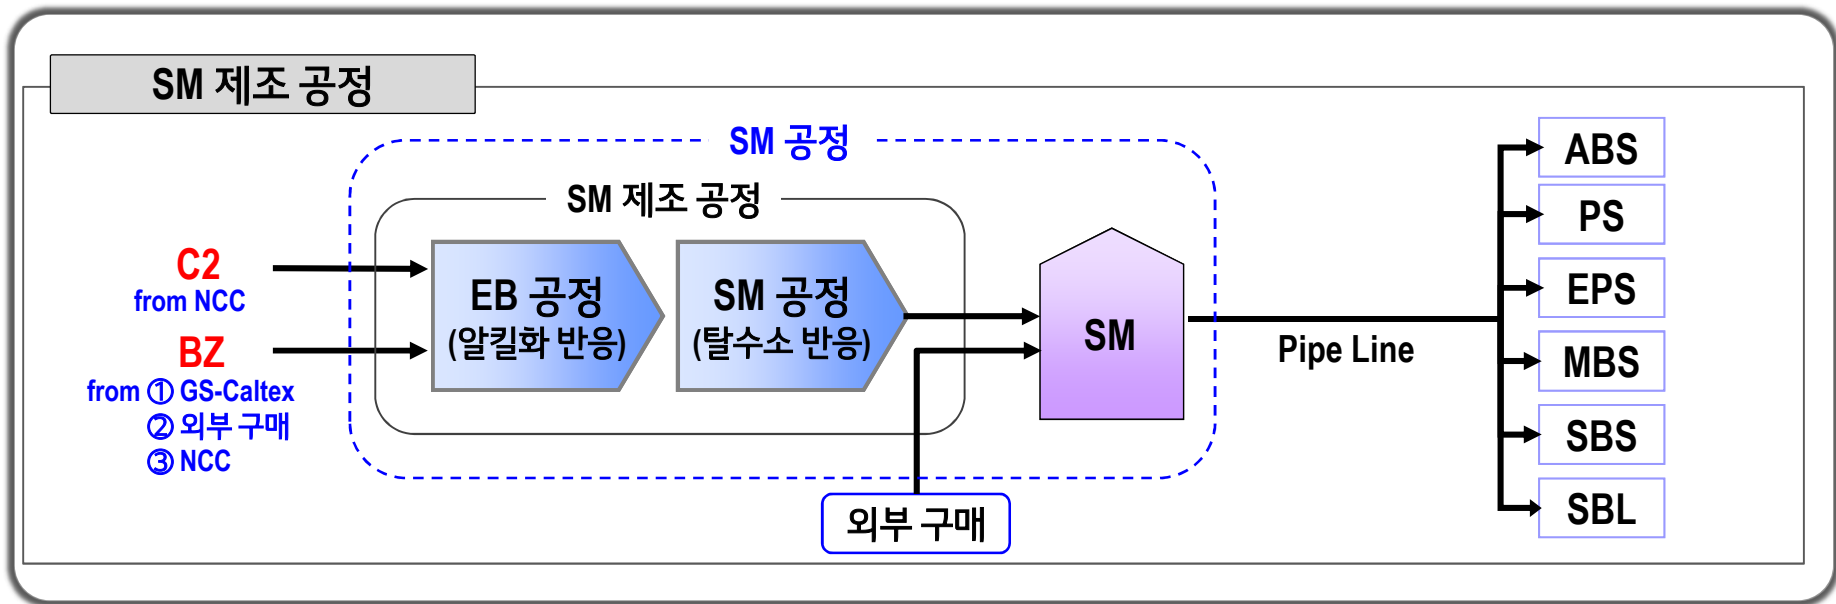 SM 제조 공정
SM 공정
SM 제조 공정
C2
from NCC
BZ
from ① GS-Caltex
② 외부 구매
③ NCC
EB 공정
(알킬화 반응)
SM 공정
(탈수소 반응)
외부 구매
SM
Pipe Line
ABS
PS
EPS
MBS
SBS
SBL